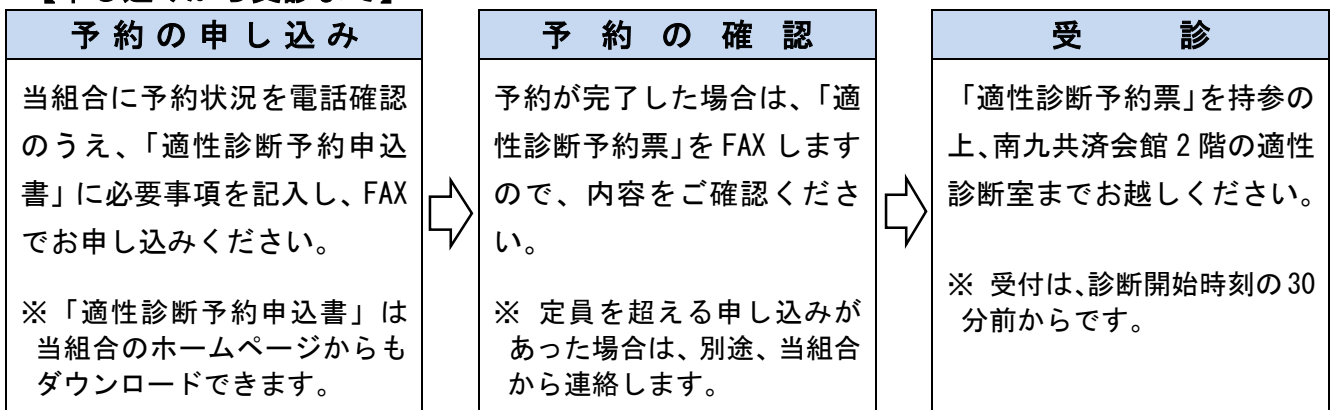 予約の申し込み
当組合に予約状況を電話確認
のうえ、「適性診断予約申込
書」に必要事項を記入し、FAX
でお申し込みください。
※「適性診断予約申込書」は
当組合のホームページからも
ダウンロードできます。
予約の確認
予約が完了した場合は、「適
性診断予約票」を FAX します
ので、内容をご確認くださ
い。
※ 定員を超える申し込みが
あった場合は、別途、当組合
から連絡します。
受診
「適性診断予約票」を持参の
上、南九共済会館 2 階の適性
診断室までお越しください。
※ 受付は、診断開始時刻の 30
分前からです。